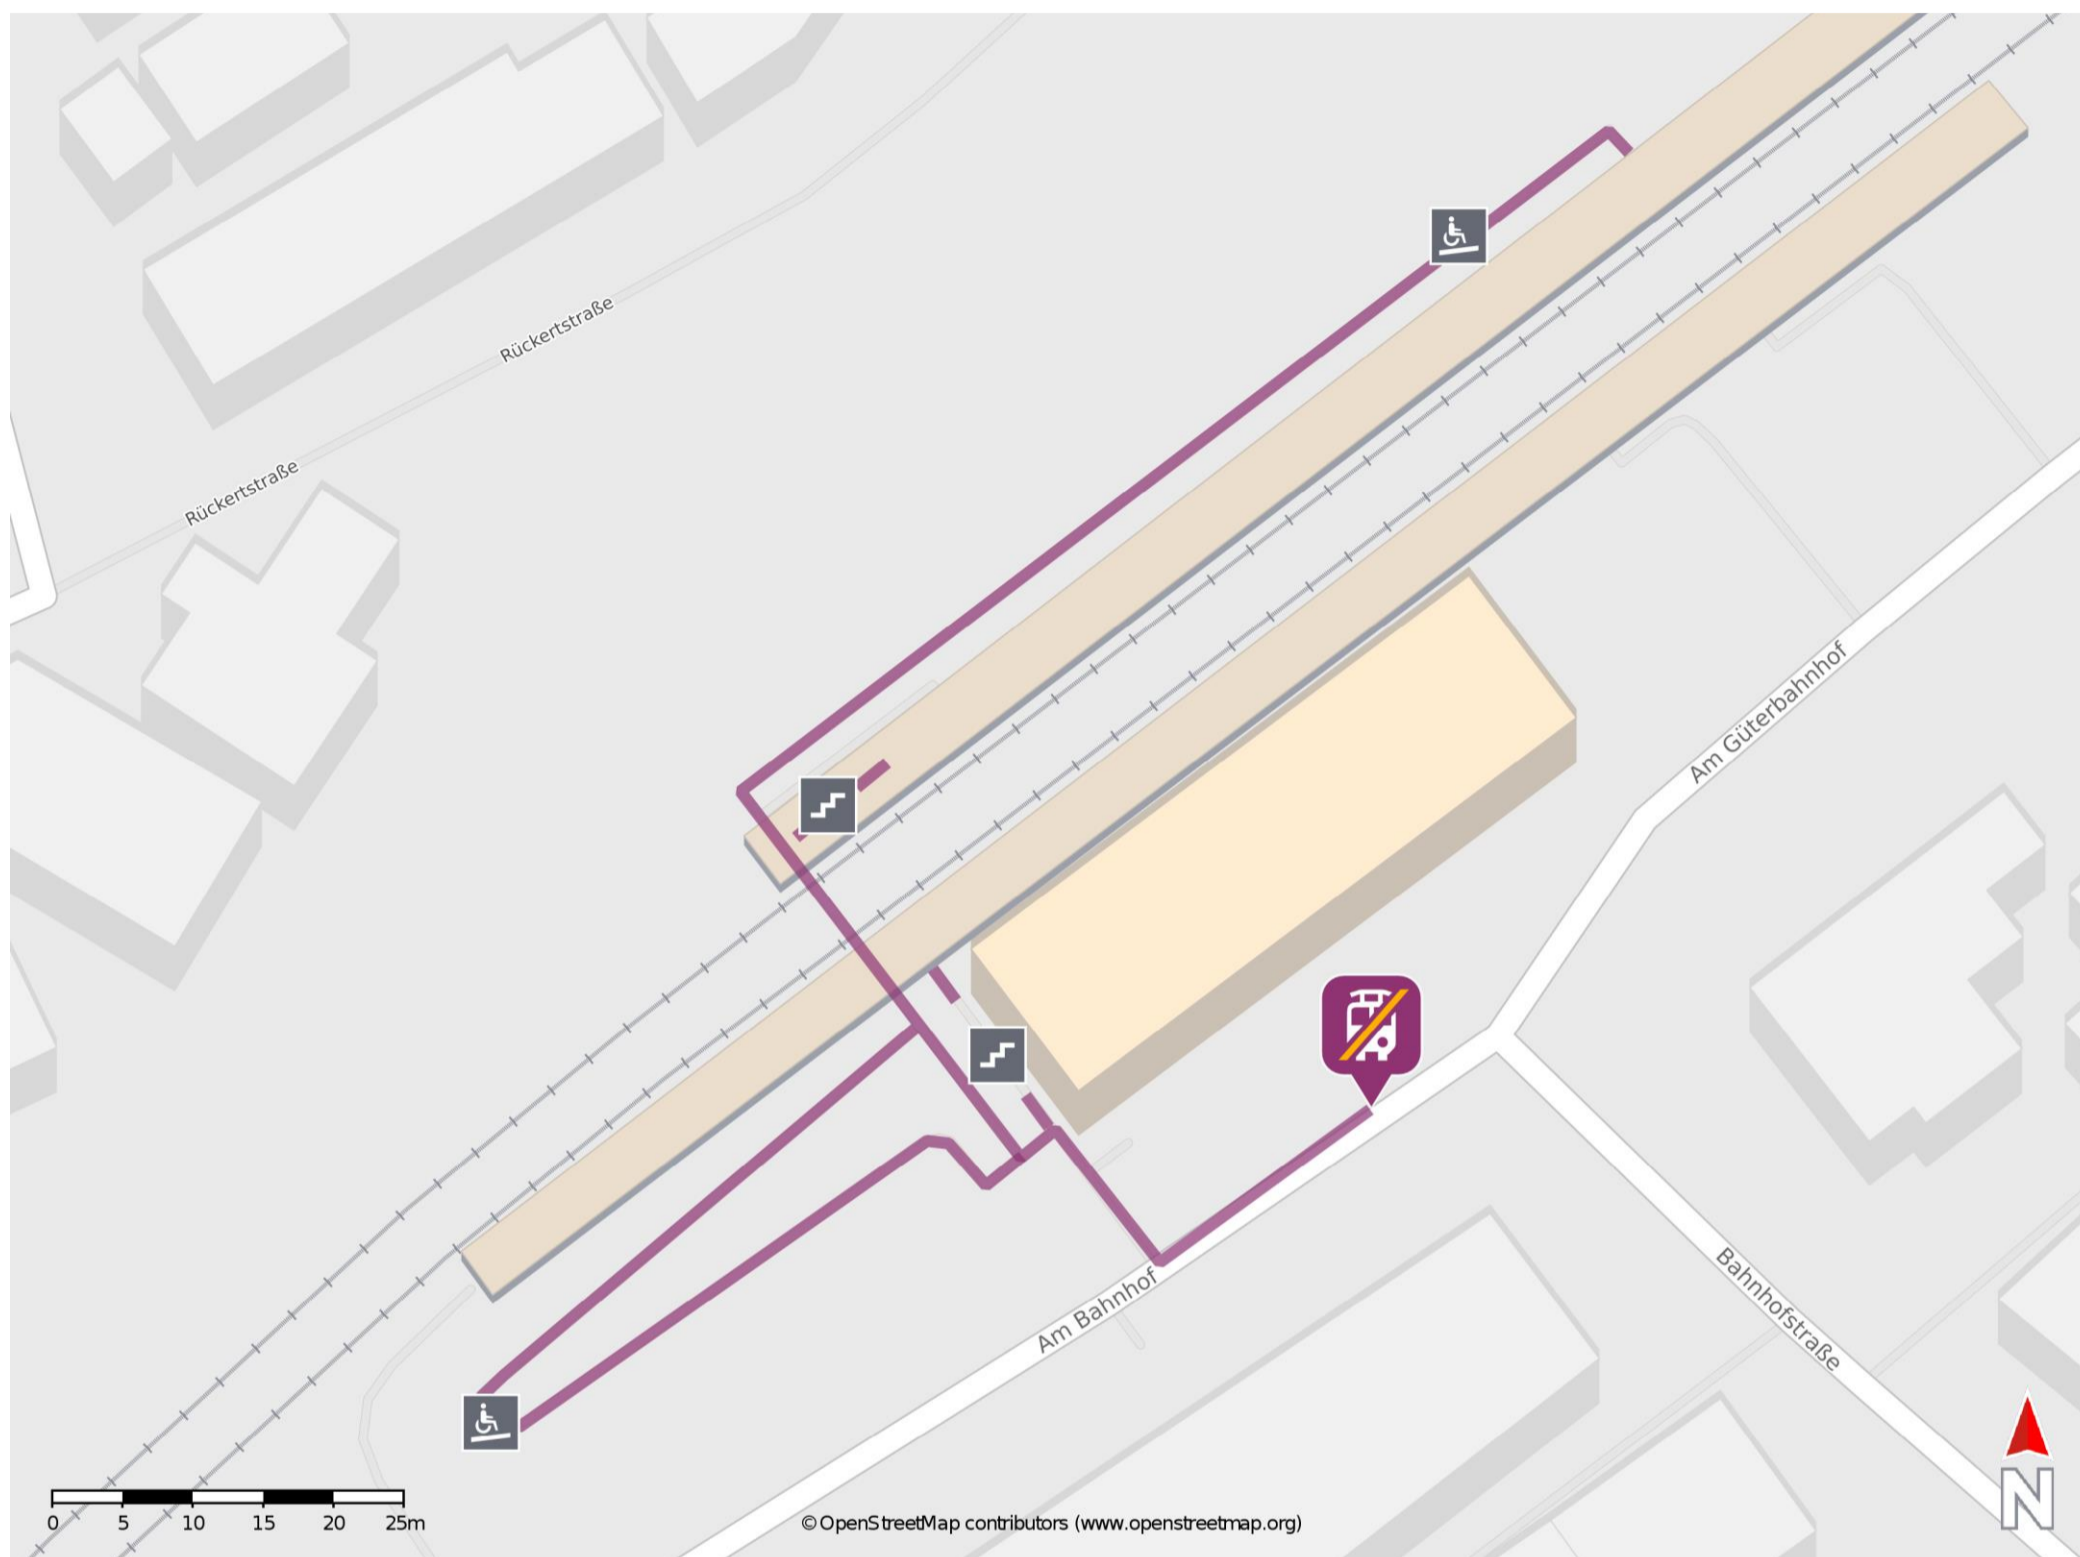 Rückertstraße
Rückertstraße
Am Güterbahnhof
Am Bahnhof
Bahnhofstraße
0 5 10 15 20 25m
©OpenStreetMap contributors (www.openstreetmap.org)
N